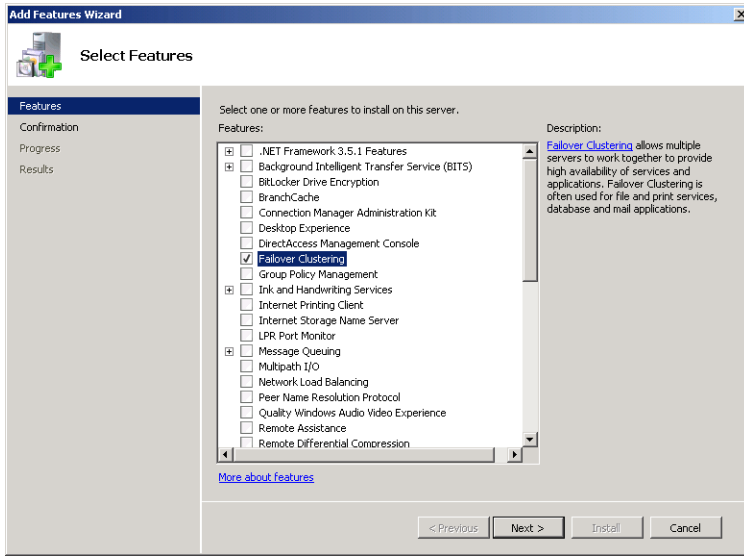 Add Features Wizard
Select Features
Features
Confirmation
Progress
Results
Select one or more features to install on this server.
Features:
.NET Framework 3.5.1 Features
Background Intelligent Transfer Service (BITS)
BitLocker Drive Encryption
BranchCache
Connection Manager Administration Kit
Desktop Experience
DirectAccess Management Console
Failover Clustering
Group Policy Management
Ink and Handwriting Services
Internet Printing Client
Internet Storage Name Server
LPR Port Monitor
Message Queuing
Multipath I/O
Network Load Balancing
Peer Name Resolution Protocol
Quality Windows Audio Video Experience
Remote Assistance
Remote Differential Compression
More about features
Description:
Failover Clustering allows multiple
servers to work together to provide
high availability of services and
applications. Failover Clustering is
often used for file and print services,
database and mail applications.
< Previous
Next >
Install
Cancel